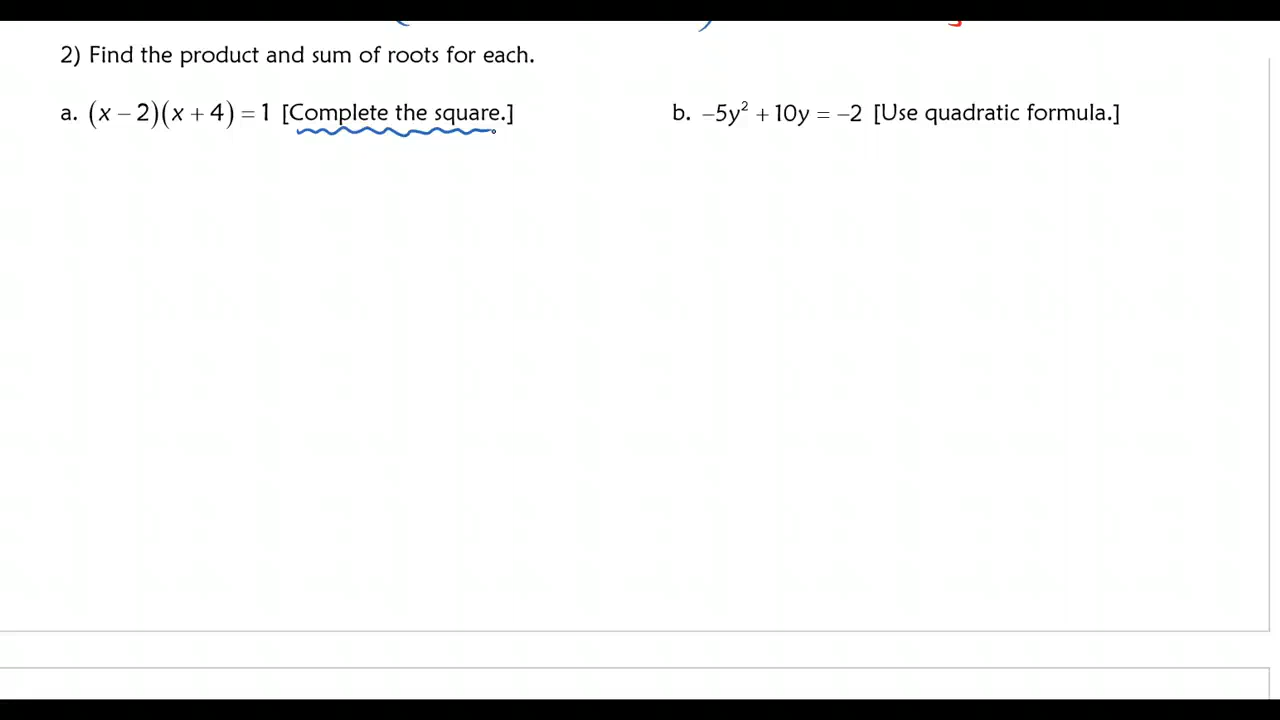 2) Find the product and sum of roots for each.
a. (x – 2)(x + 4) = 1 [Complete the square.]
b. –5y² + 10y = –2 [Use quadratic formula.]